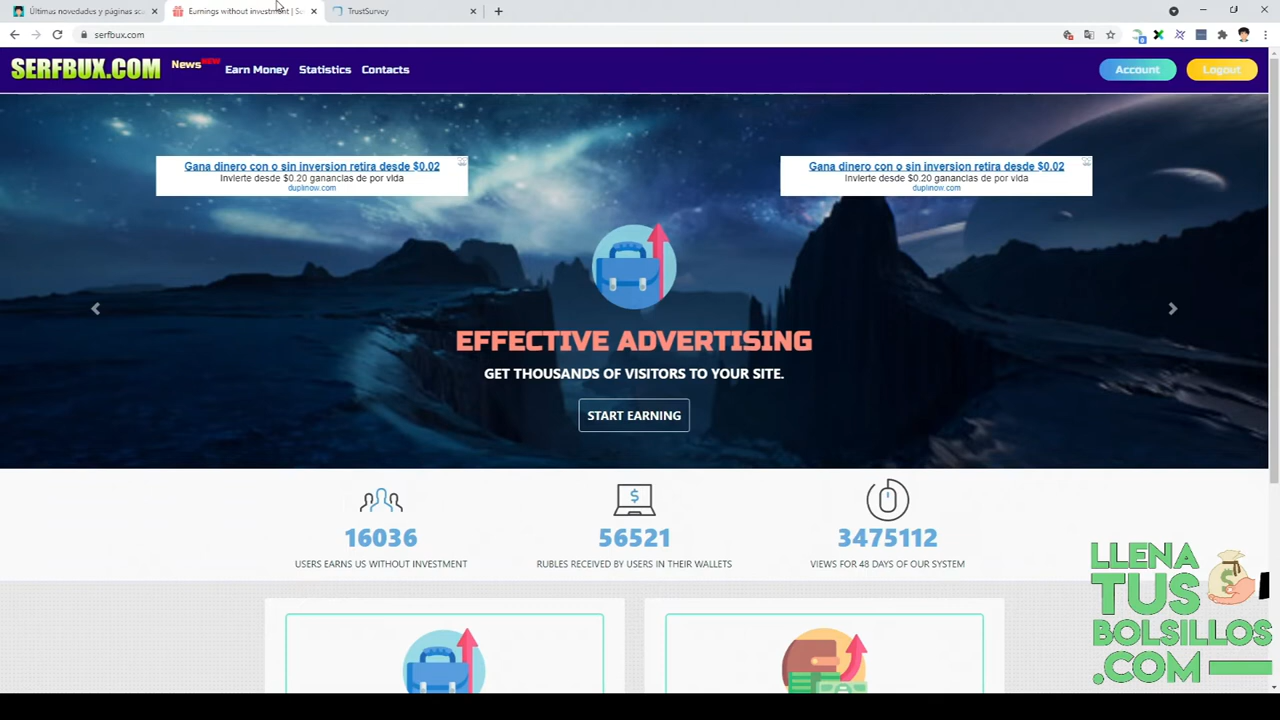 Últimas novedades y páginas sc
Earnings without investment | Se
TrustSurvey
serfbux.com
SERFBUX.COM
News NEW
Earn Money
Statistics
Contacts
Account
Logout
Gana dinero con o sin inversion retira desde $0.02
Invierte desde $0.20 ganancias de por vida
duplinow.com
Gana dinero con o sin inversion retira desde $0.02
Invierte desde $0.20 ganancias de por vida
duplinow.com
EFFECTIVE ADVERTISING
GET THOUSANDS OF VISITORS TO YOUR SITE.
START EARNING
16036
USERS EARNS US WITHOUT INVESTMENT
56521
RUBLES RECEIVED BY USERS IN THEIR WALLETS
3475112
VIEWS FOR 48 DAYS OF OUR SYSTEM
LLENA
TUS
BOLSILLOS
.COM